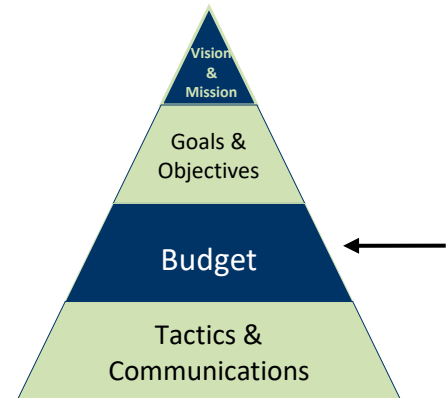 Vision
&
Mission
Goals &
Objectives
Budget
Tactics &
Communications